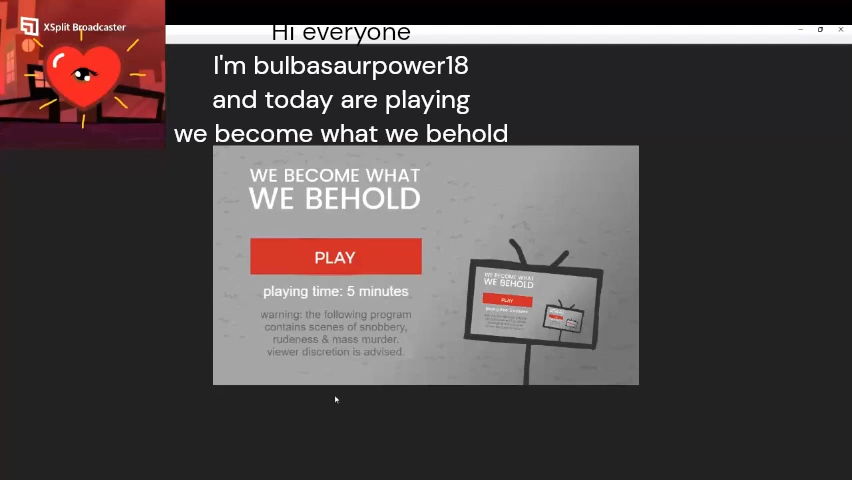 XSplit Broadcaster
Hi everyone
I'm bulbasaurpower18
and today are playing
we become what we behold
WE BECOME WHAT
WE BEHOLD
PLAY
playing time: 5 minutes
warning: the following program
contains scenes of snobbery,
rudeness & mass murder.
viewer discretion is advised.
WE BECOME WHAT
WE BEHOLD
PLAY